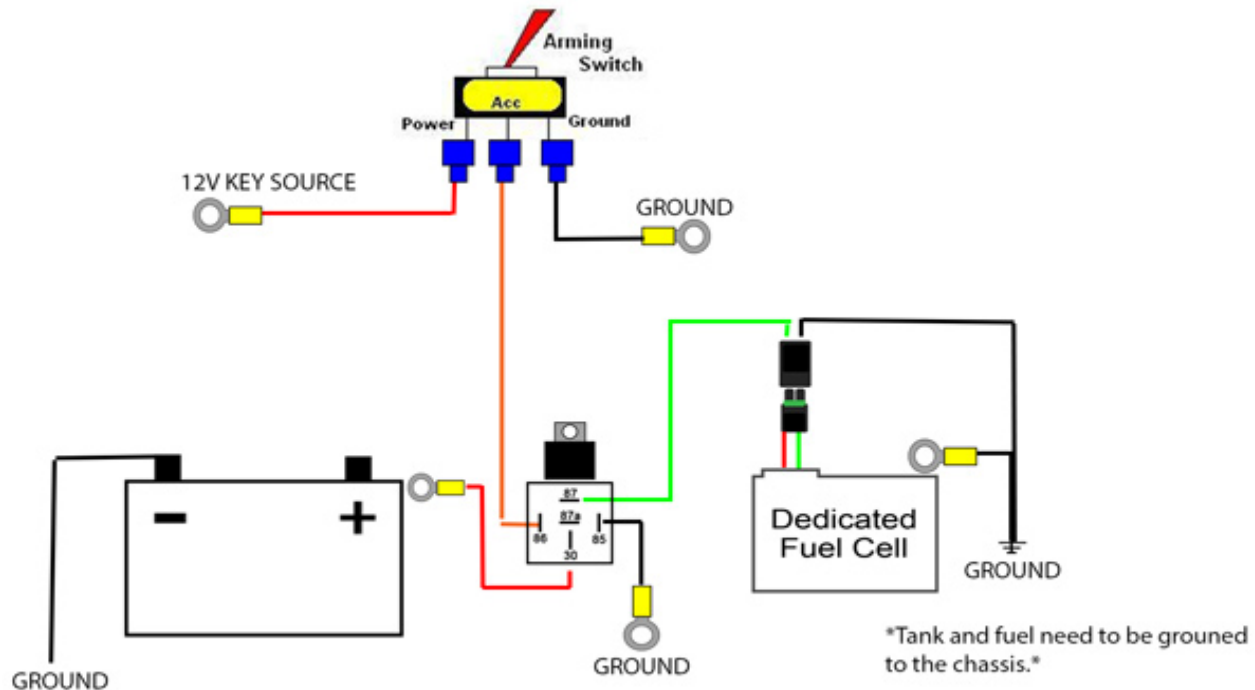 Arming
Switch
Acc
Power
Ground
12V KEY SOURCE
GROUND
87
87a
86
85
30
Dedicated
Fuel Cell
GROUND
GROUND
GROUND
*Tank and fuel need to be grouned
to the chassis.*